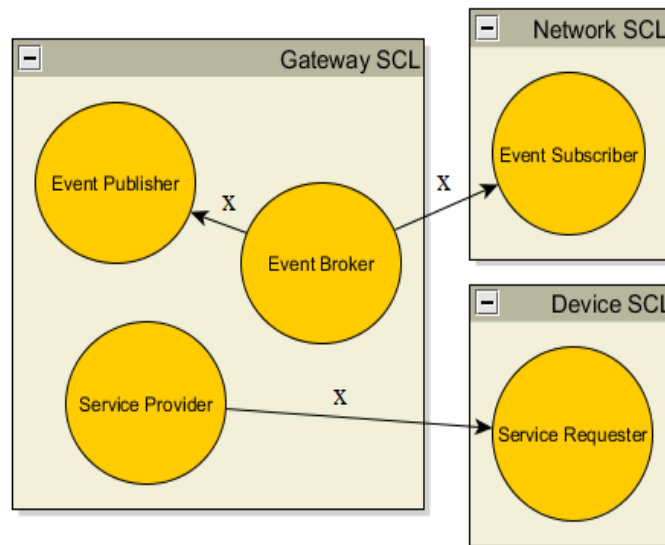 Gateway SCL
Network SCL
Event Publisher
x
Event Broker
x
Event Subscriber
Device SCL
Service Provider
x
Service Requester